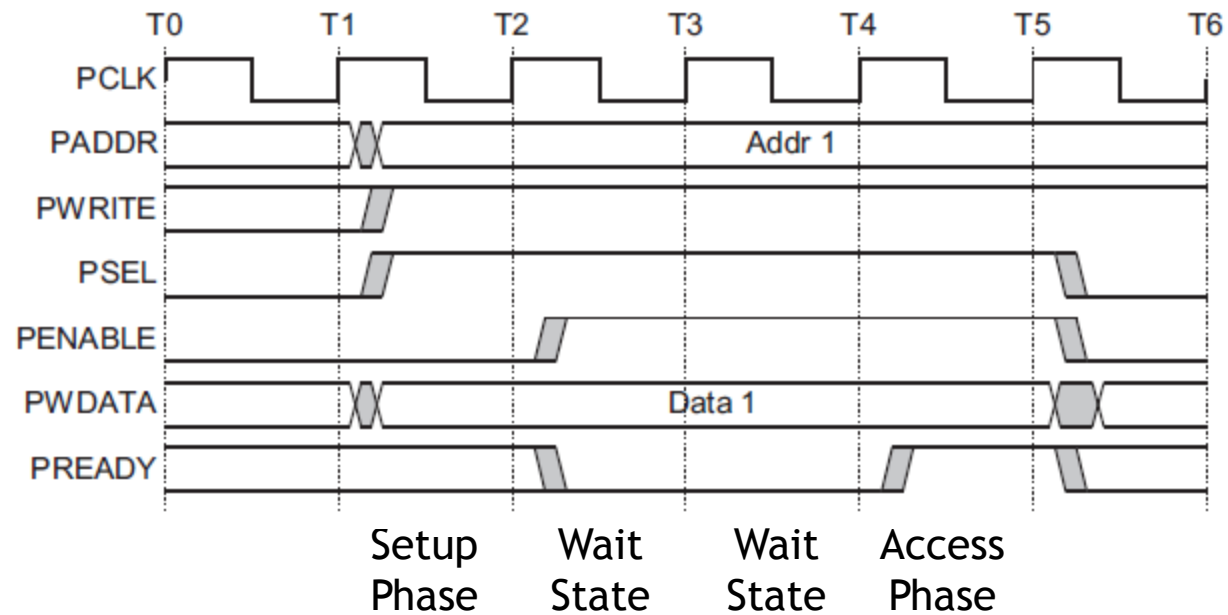 T0 T1 T2 T3 T4 T5 T6
PCLK
PADDR Addr 1
PWRITE
PSEL
PENABLE
PWDATA Data 1
PREADY
Setup Wait Wait Access
Phase State State Phase